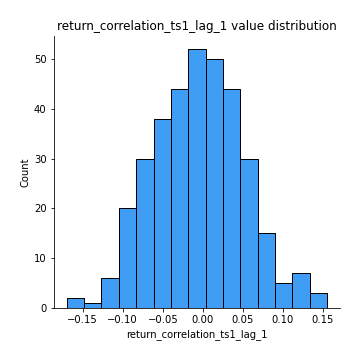 return_correlation_ts1_lag_1 value distribution
50
40
30
20
10
0
Count
−0.15 −0.10 −0.05 0.00 0.05 0.10 0.15
return_correlation_ts1_lag_1